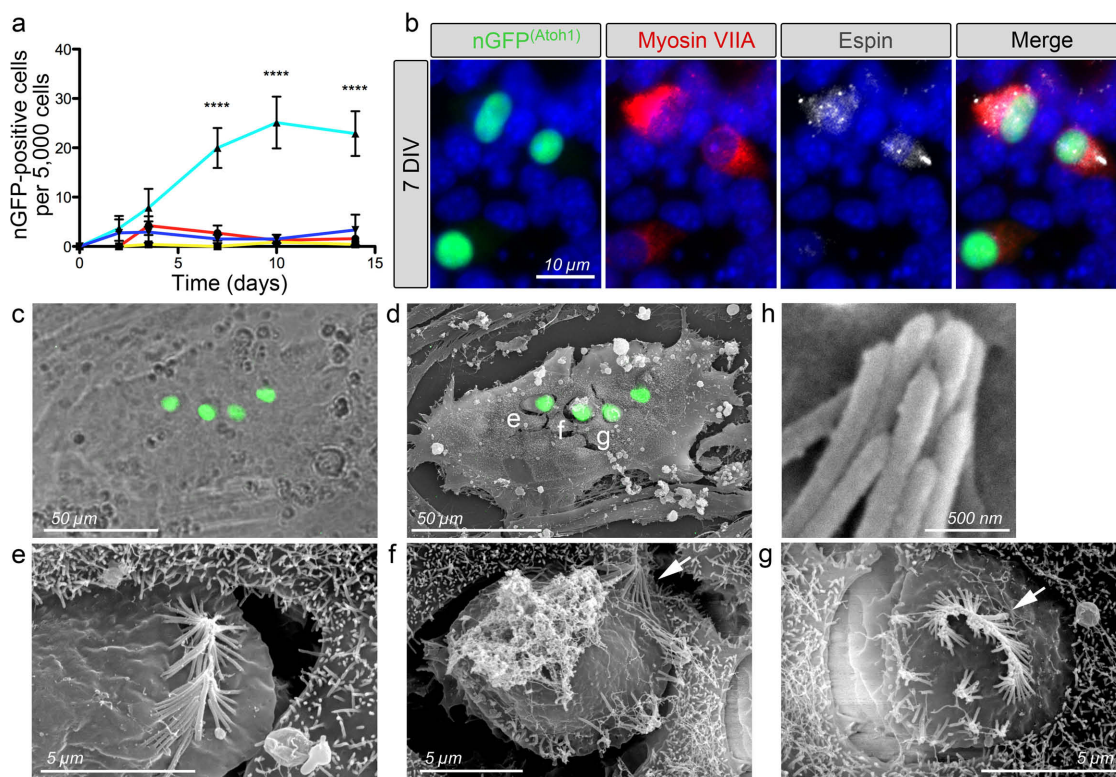 a
nGFP-positive cells
per 5,000 cells
40
30
20
10
0
****
****
****
0
5
10
15
Time (days)
b
nGFP(Atoh1)
Myosin VIIA
Espin
Merge
7 DIV
10 µm
c
50 µm
d
e
f
g
50 µm
h
500 nm
e
5 µm
f
5 µm
g
5 µm